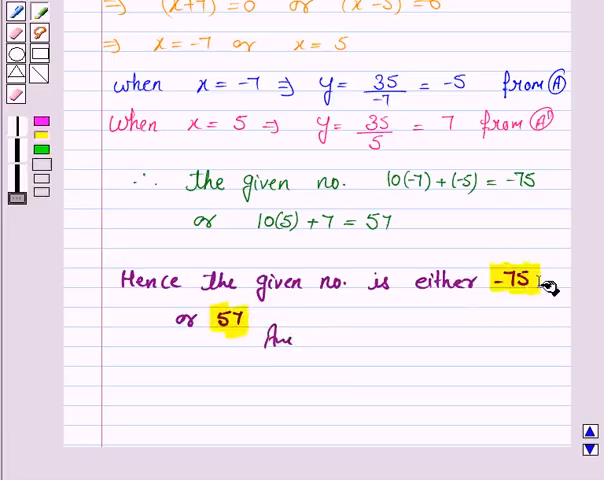 ⇒ (x+7) = 0 or (x-5) = 0
⇒ x = -7 or x = 5
when x = -7 ⇒ y = 35/-7 = -5 from Ⓐ
When x = 5 ⇒ y = 35/5 = 7 from Ⓐ
∴ the given no. 10(-7) + (-5) = -75
or 10(5) + 7 = 57
Hence the given no. is either -75
or 57
Ans